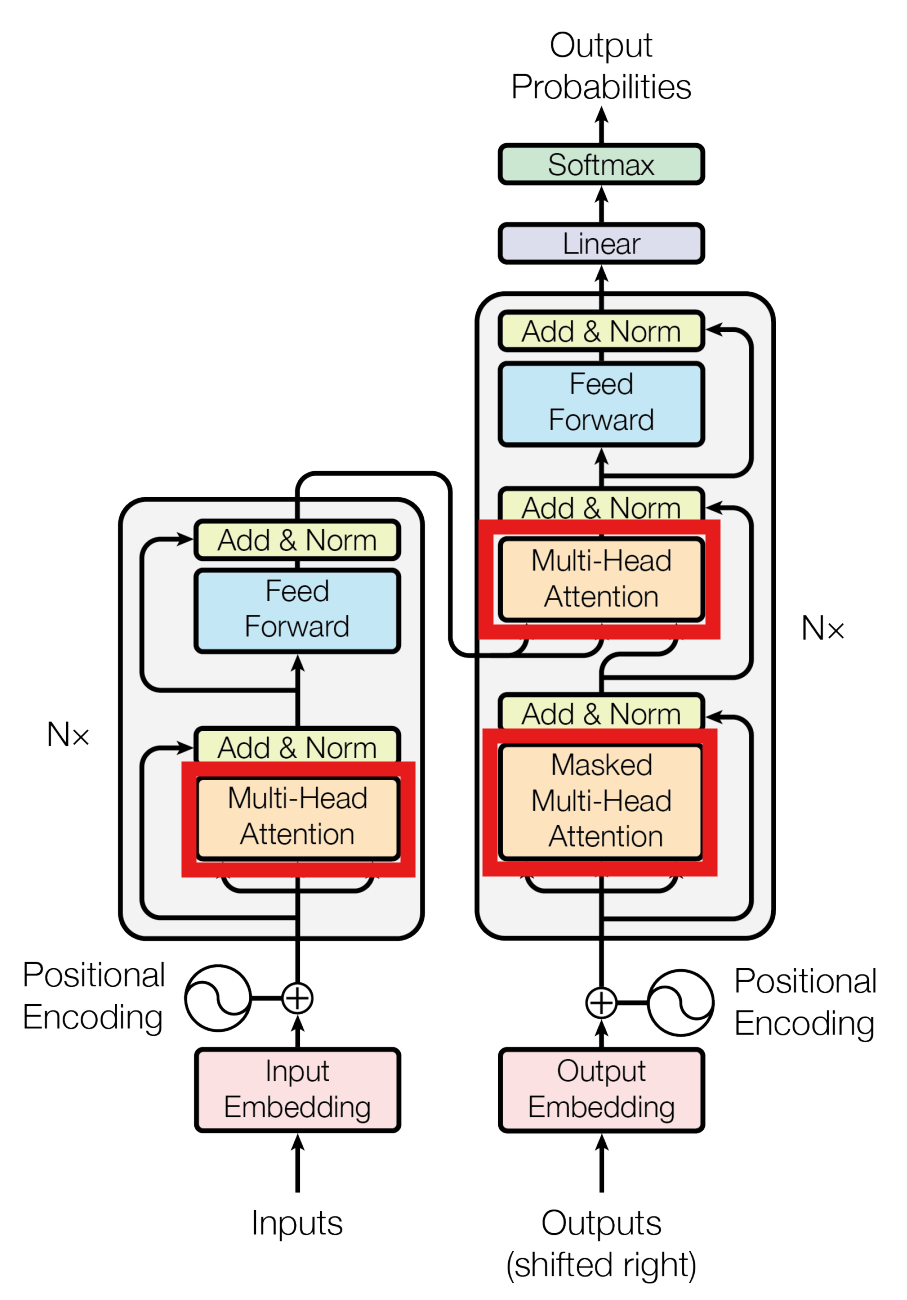 Output
Probabilities
Softmax
Linear
Add & Norm
Feed
Forward
Add & Norm
Multi-Head
Attention
Add & Norm
Masked
Multi-Head
Attention
N×
Add & Norm
Feed
Forward
Add & Norm
Multi-Head
Attention
N×
Positional
Encoding
Positional
Encoding
Input
Embedding
Output
Embedding
Inputs
Outputs
(shifted right)